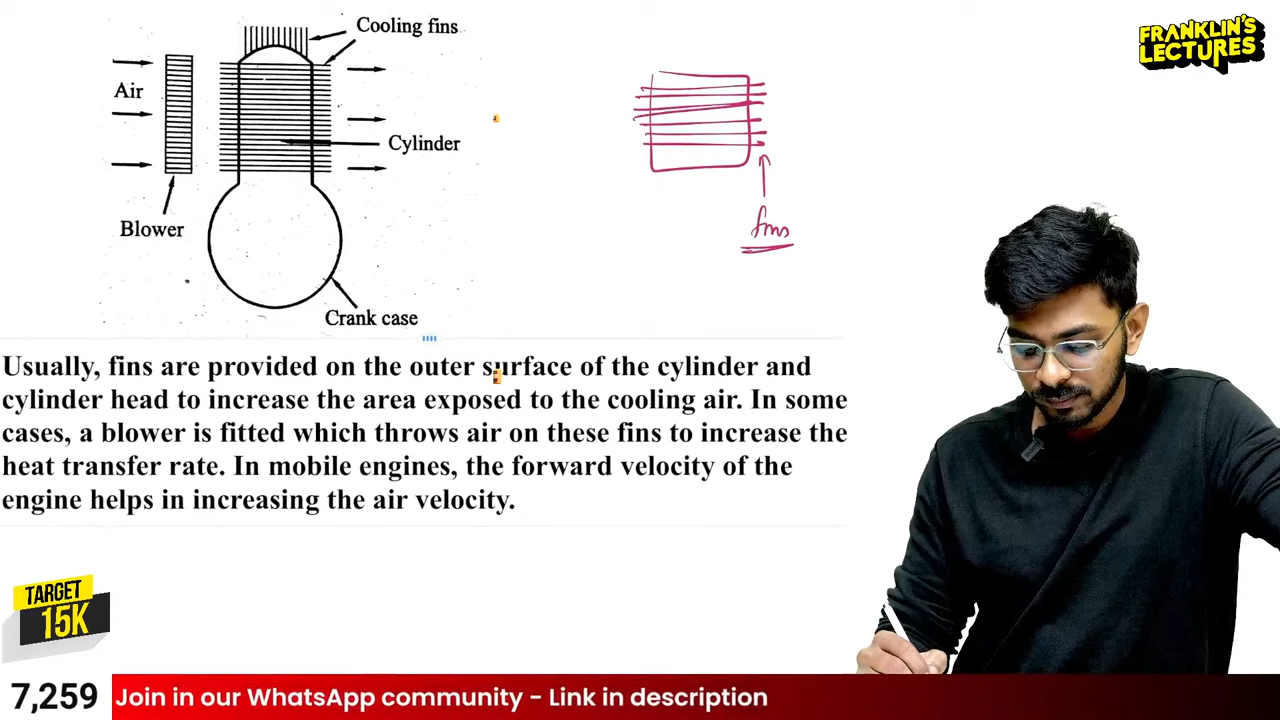 Cooling fins
FRANKLIN'S
LECTURES
Air
Cylinder
Blower
fins
Crank case
Usually, fins are provided on the outer surface of the cylinder and
cylinder head to increase the area exposed to the cooling air. In some
cases, a blower is fitted which throws air on these fins to increase the
heat transfer rate. In mobile engines, the forward velocity of the
engine helps in increasing the air velocity.
TARGET
15K
7,259
Join in our WhatsApp community - Link in description